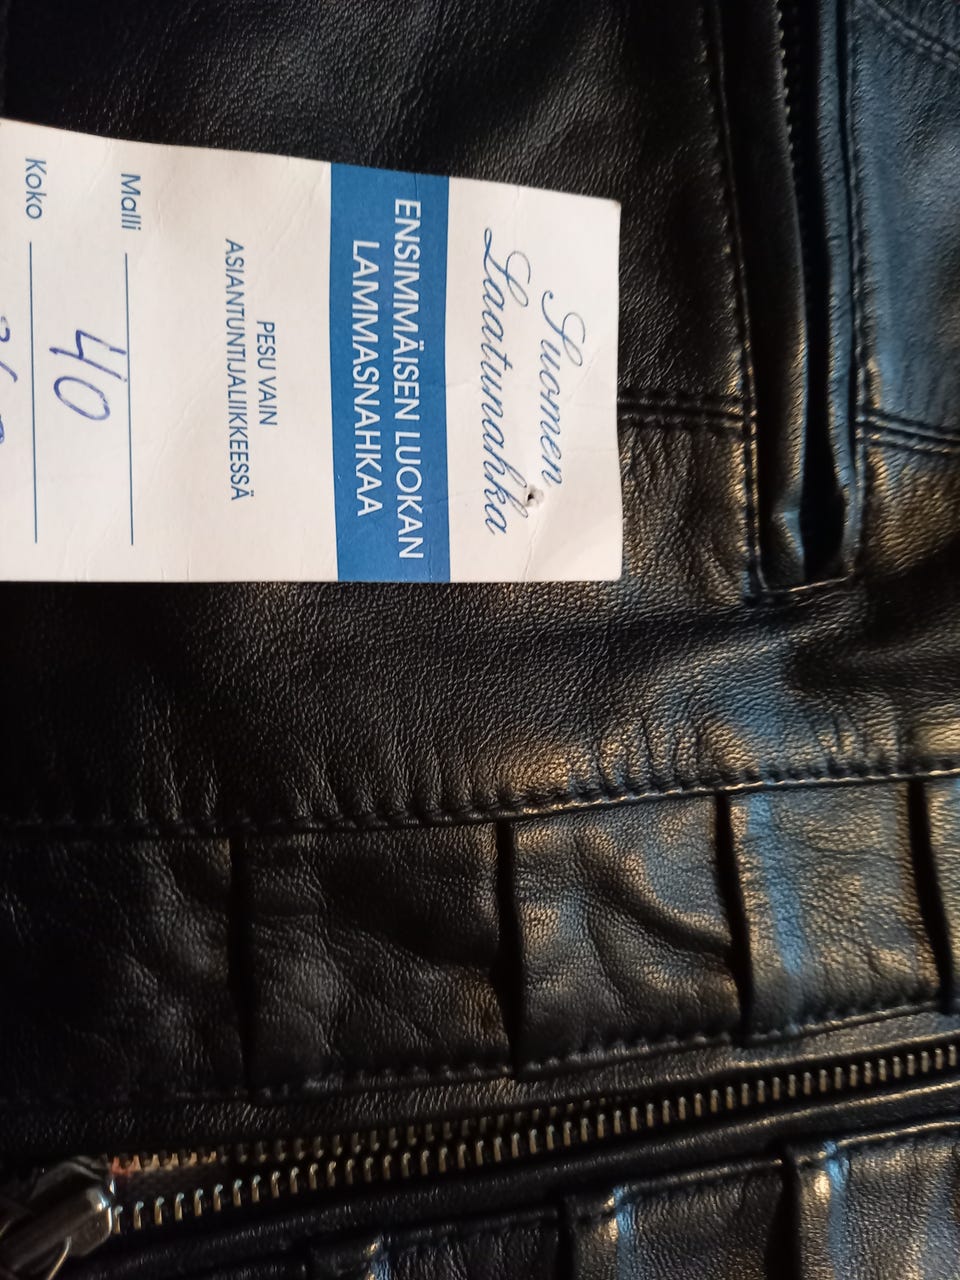 Suomen
Laatunahka
ENSIMMÄISEN LUOKAN
LAMMASNAHKAA
PESU VAIN
ASIANTUNTIJALIIKKEESSÄ
Malli
40
Koko